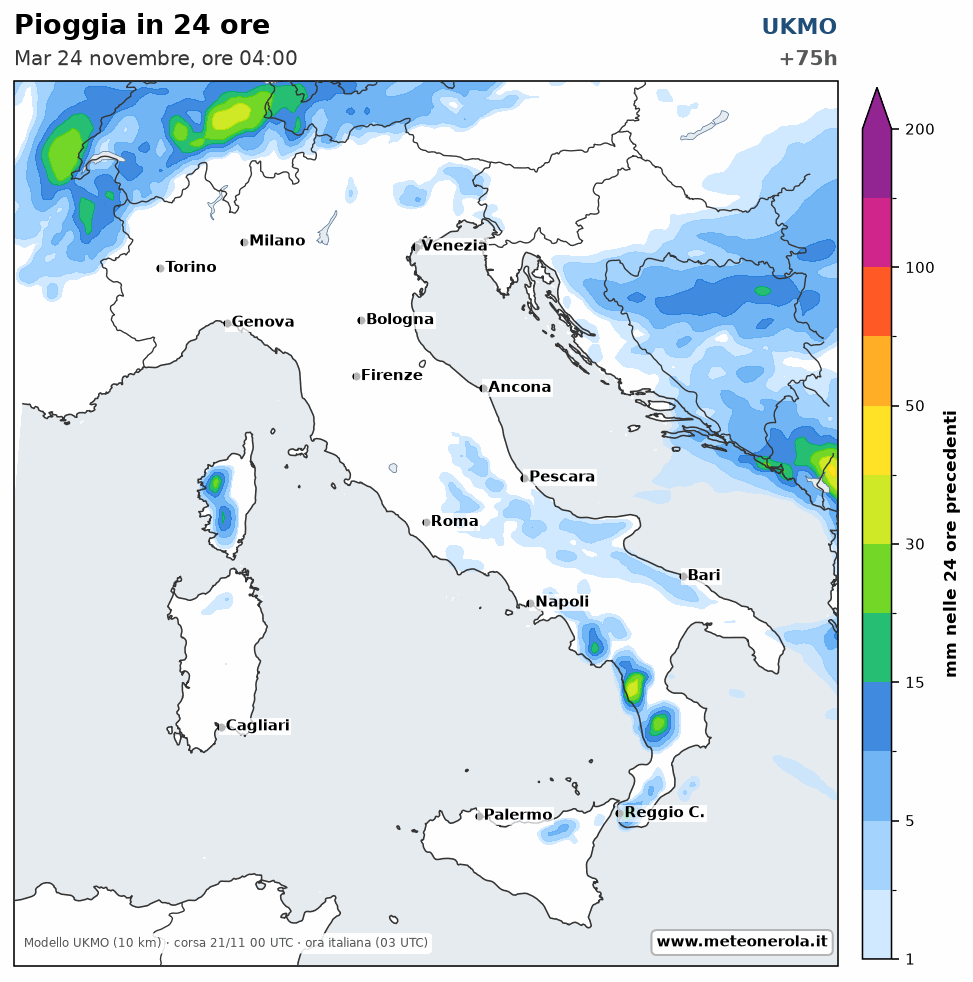 Pioggia in 24 ore
UKMO
Mar 24 novembre, ore 04:00
+75h
Milano
Venezia
Torino
Genova
Bologna
Firenze
Ancona
Pescara
Roma
Bari
Napoli
Cagliari
Palermo
Reggio C.
200
100
50
30
15
5
1
mm nelle 24 ore precedenti
Modello UKMO (10 km) · corsa 21/11 00 UTC · ora italiana (03 UTC)
www.meteonerola.it